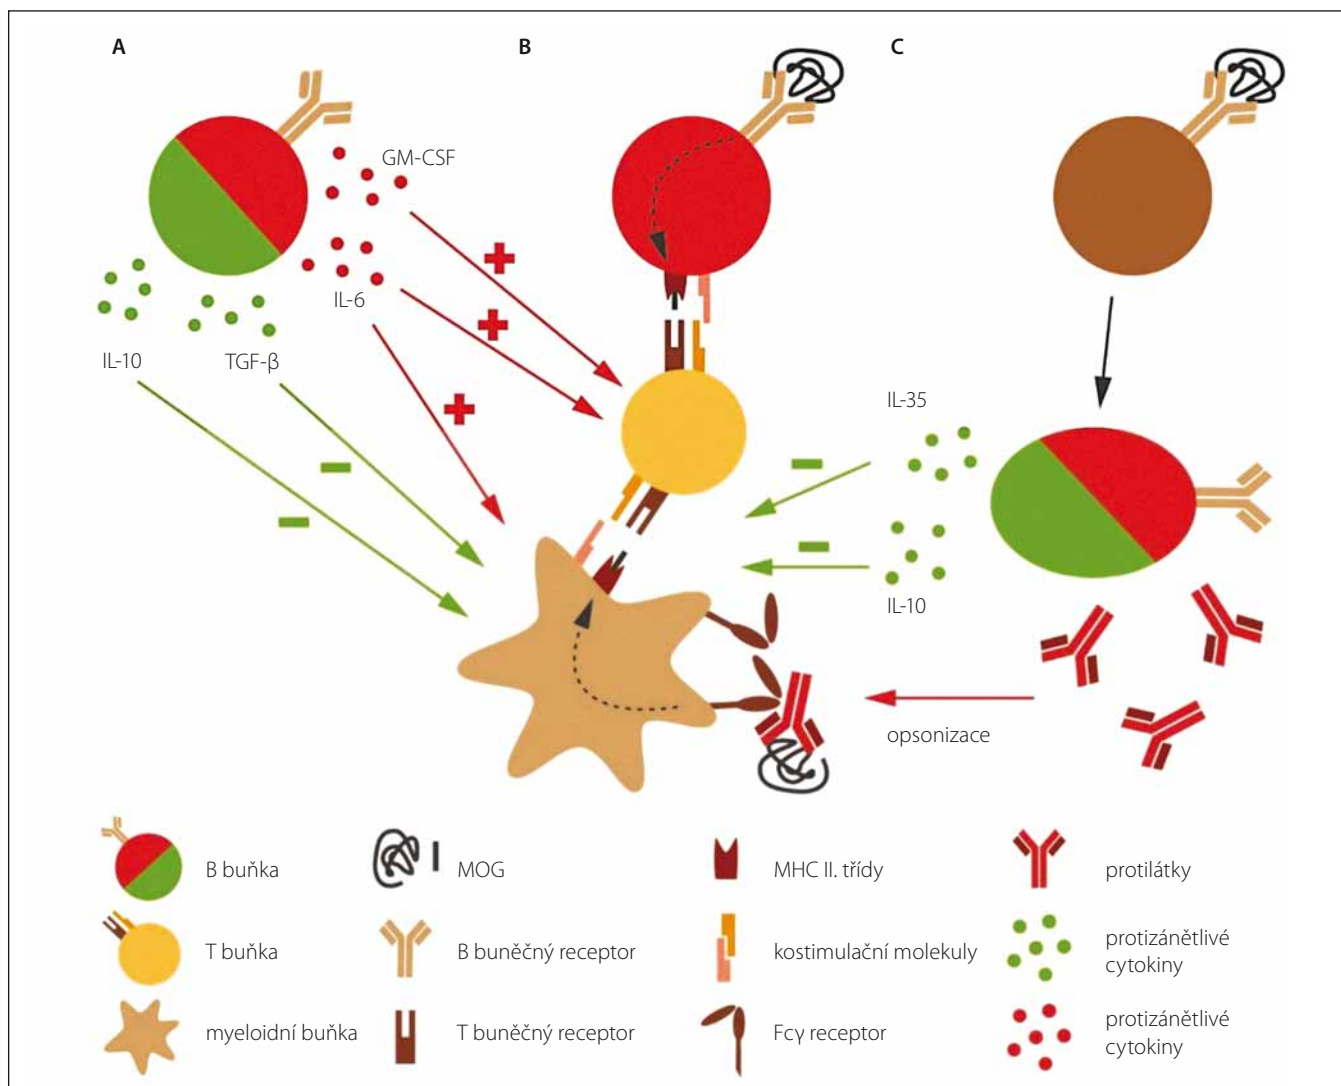 A
B
C
GM-CSF
IL-6
IL-10
TGF-β
IL-35
IL-10
opsonizace
B buňka
MOG
MHC II. třídy
protilátky
T buňka
B buněčný receptor
kostimulační molekuly
protizánětlivé
cytokiny
myeloidní buňka
T buněčný receptor
Fcγ receptor
protizánětlivé
cytokiny